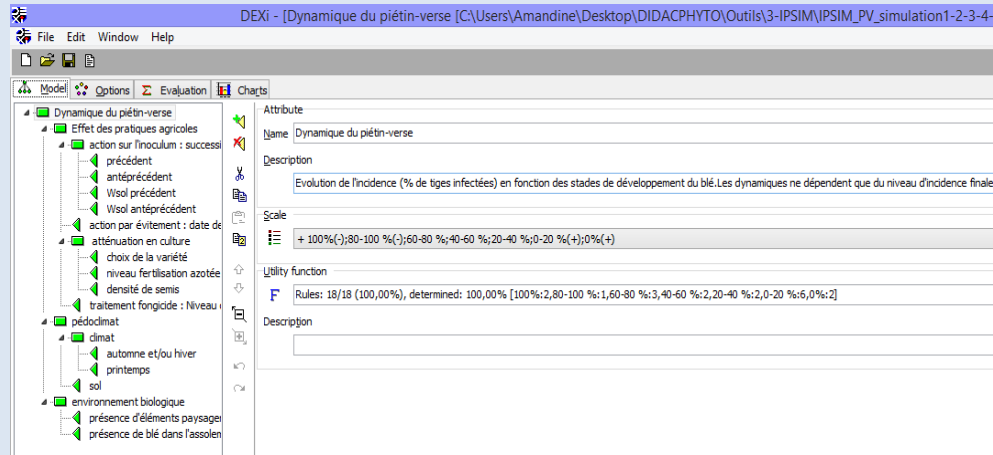 DEXi - [Dynamique du piétin-verse [C:\Users\Amandine\Desktop\DIDACPHYTO\Outils\3-IPSIM\IPSIM_PV_simulation1-2-3-4-
File Edit Window Help
Model Options Evaluation Charts
Dynamique du piétin-verse
Effet des pratiques agricoles
action sur l'inoculum : successi
précédent
antéprécédent
Wsol précédent
Wsol antéprécédent
action par évitement : date de
atténuation en culture
choix de la variété
niveau fertilisation azotée
densité de semis
traitement fongicide : Niveau
pédoclimat
climat
automne et/ou hiver
printemps
sol
environnement biologique
présence d'éléments paysager
présence de blé dans l'assolen
Attribute
Name Dynamique du piétin-verse
Description
Evolution de l'incidence (% de tiges infectées) en fonction des stades de développement du blé.Les dynamiques ne dépendent que du niveau d'incidence finale
Scale
+ 100%(-);80-100 %(-);60-80 %;40-60 %;20-40 %;0-20 %(+);0%(+)
Utility function
F Rules: 18/18 (100,00%), determined: 100,00% [100%:2,80-100 %:1,60-80 %:3,40-60 %:2,20-40 %:2,0-20 %:6,0%:2]
Description